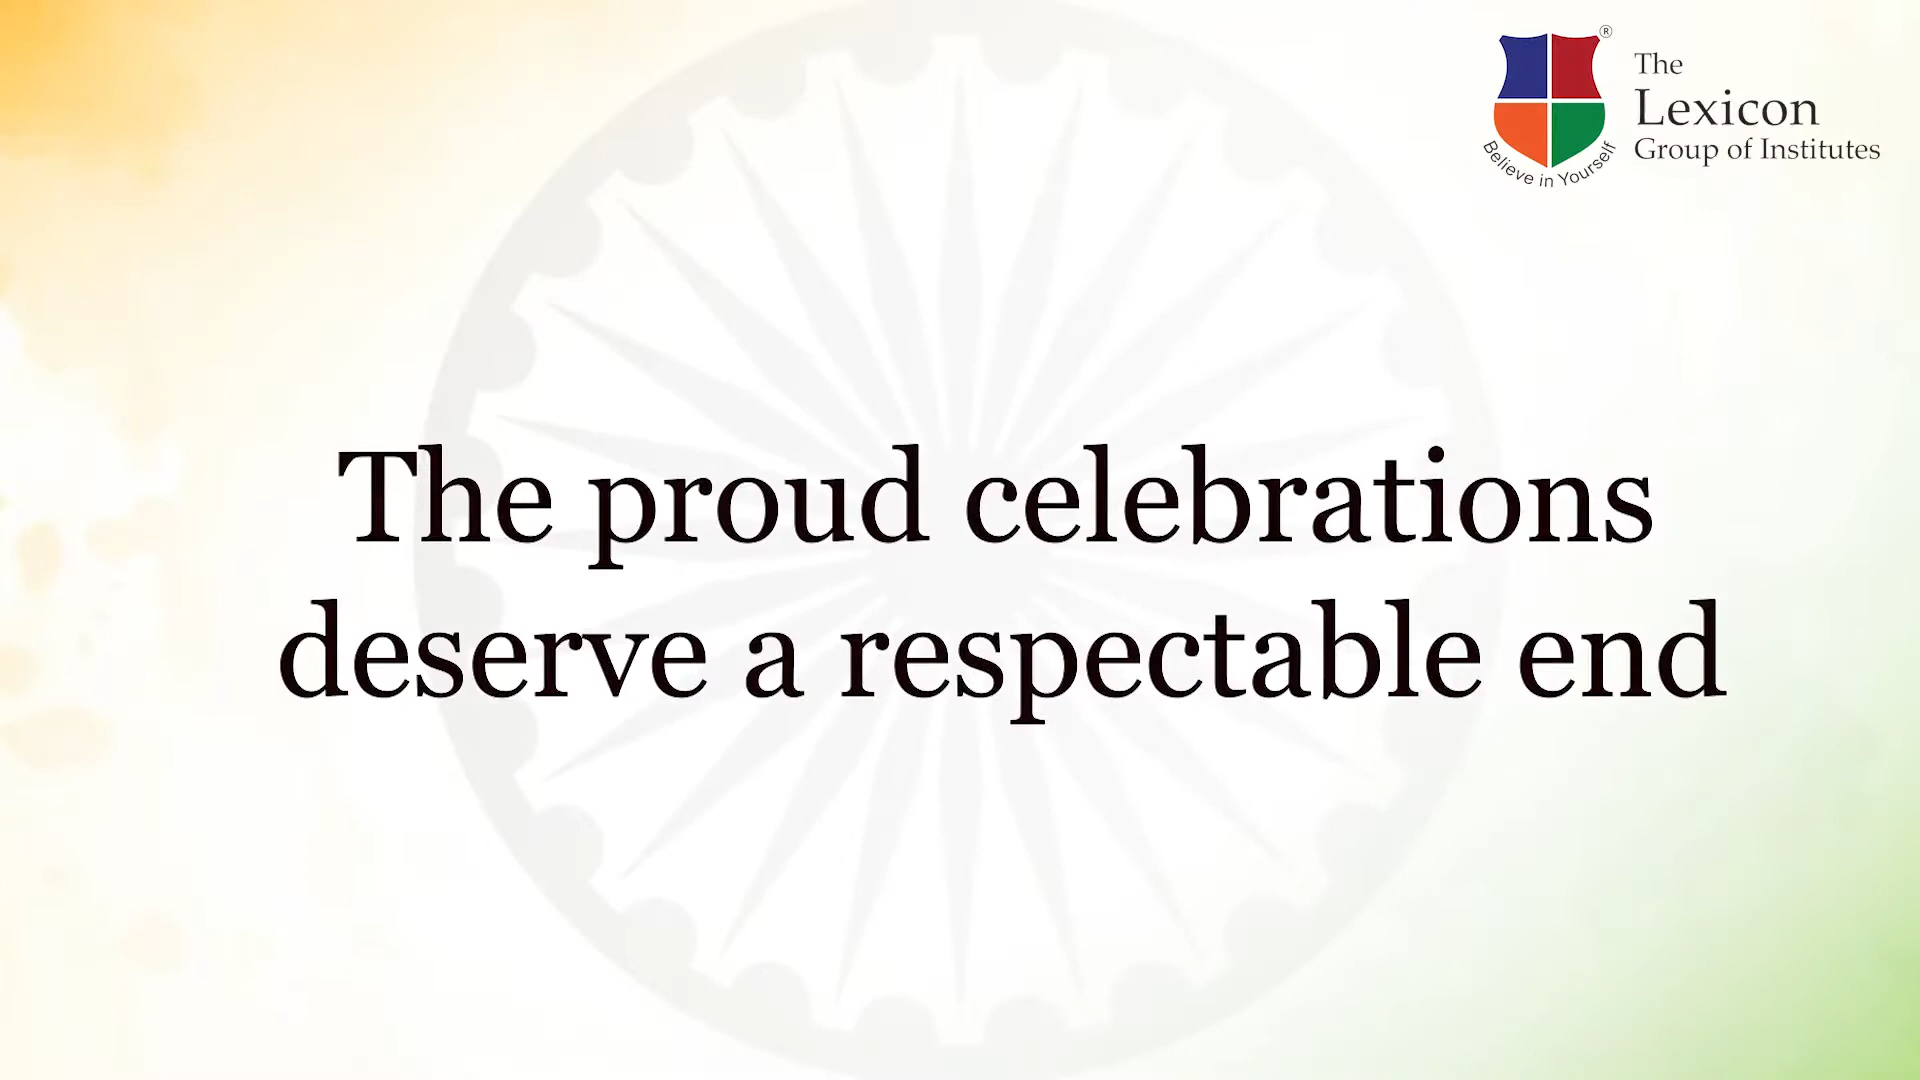 ®
The
Lexicon
Group of Institutes
Believe in Yourself
The proud celebrations
deserve a respectable end